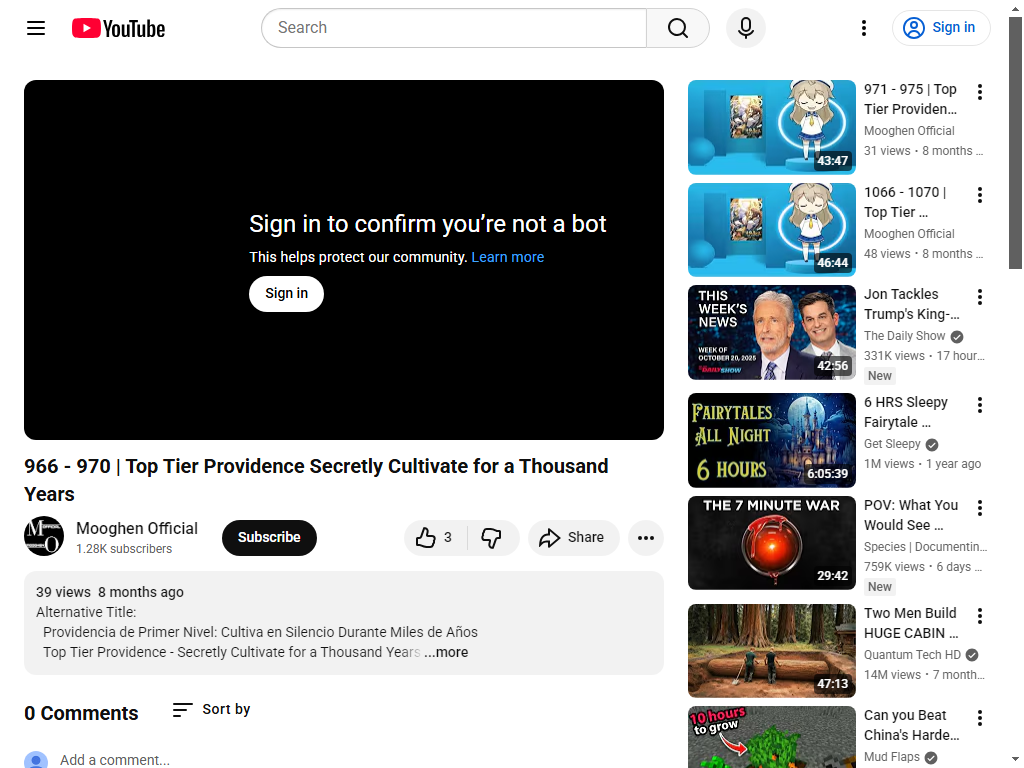 YouTube
Search
Sign in
Sign in to confirm you’re not a bot
This helps protect our community. Learn more
Sign in
966 - 970 | Top Tier Providence Secretly Cultivate for a Thousand
Years
Mooghen Official
1.28K subscribers
Subscribe
3
Share
39 views 8 months ago
Alternative Title:
Providencia de Primer Nivel: Cultiva en Silencio Durante Miles de Años
Top Tier Providence - Secretly Cultivate for a Thousand Years ...more
0 Comments
Sort by
Add a comment...
43:47
971 - 975 | Top
Tier Providen...
Mooghen Official
31 views • 8 months ...
46:44
1066 - 1070 |
Top Tier ...
Mooghen Official
48 views • 8 months ...
THIS
WEEK'S
NEWS
WEEK OF
OCTOBER 20, 2025
42:56
Jon Tackles
Trump's King-...
The Daily Show
331K views • 17 hour...
New
FAIRYTALES
ALL NIGHT
6 HOURS
6:05:39
6 HRS Sleepy
Fairytale ...
Get Sleepy
1M views • 1 year ago
THE 7 MINUTE WAR
29:42
POV: What You
Would See ...
Species | Documentin...
759K views • 6 days ...
New
47:13
Two Men Build
HUGE CABIN ...
Quantum Tech HD
14M views • 7 month...
10 hours
to grow
Can you Beat
China's Harde...
Mud Flaps